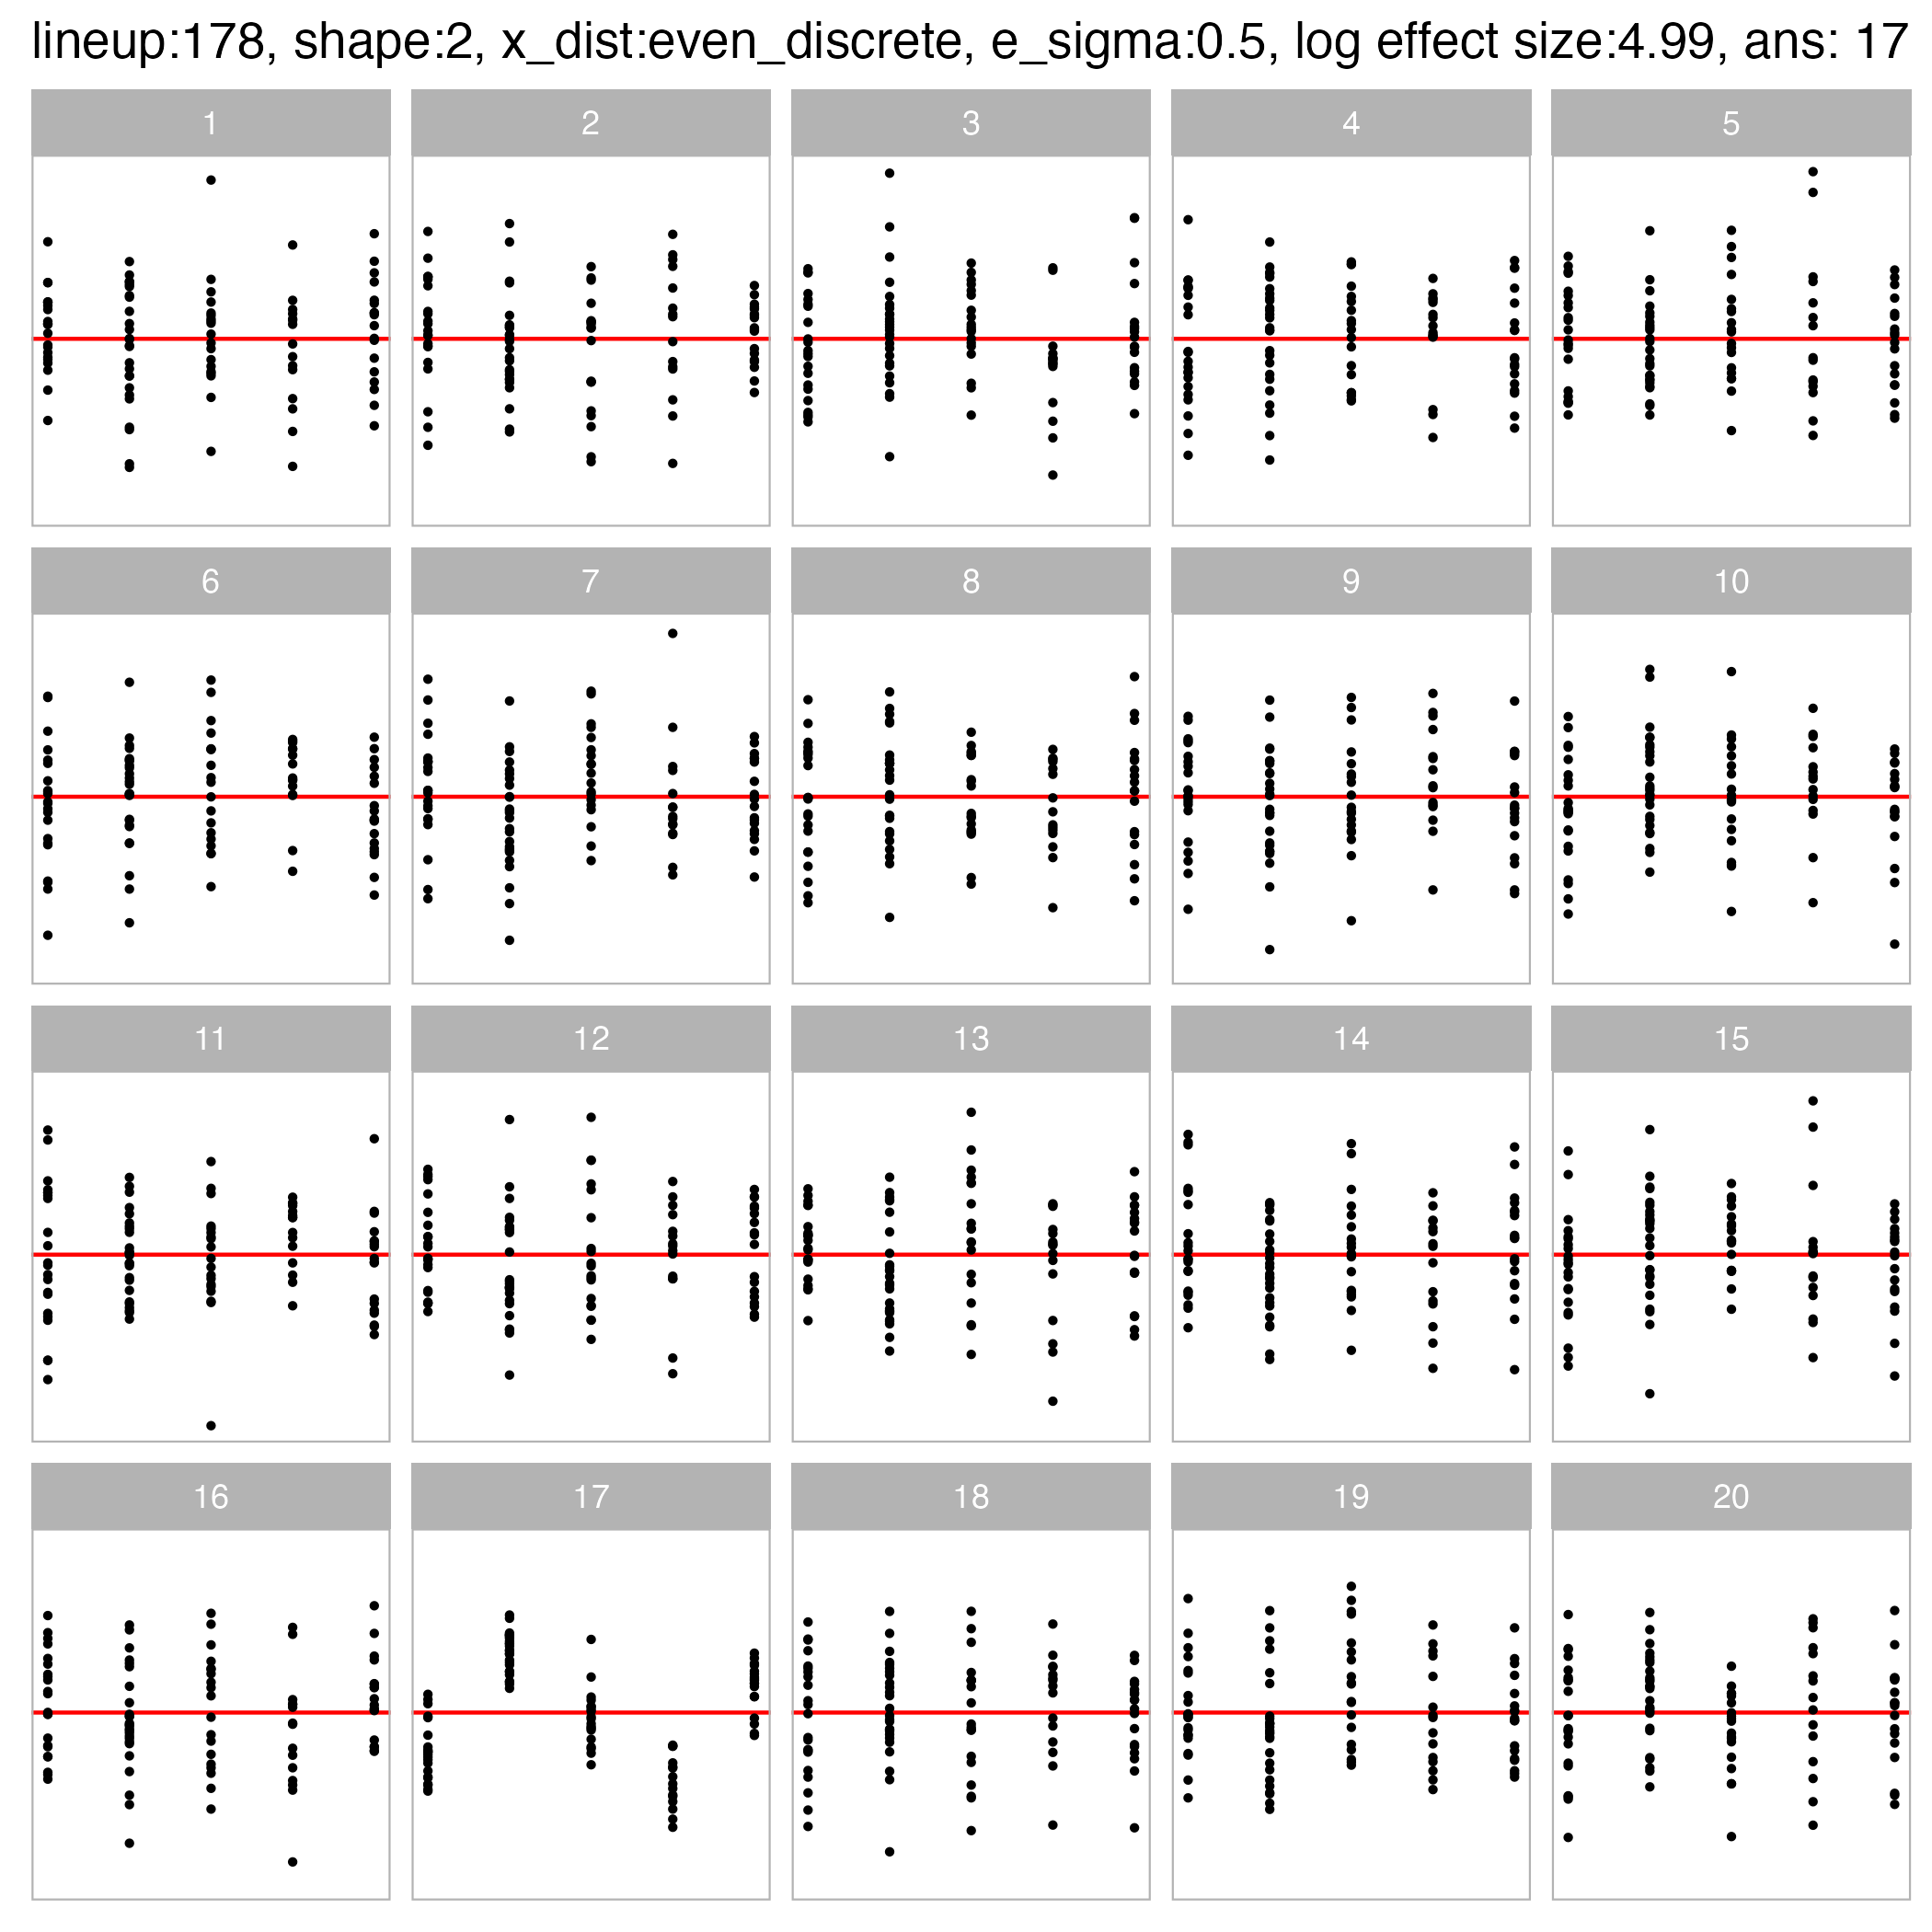 lineup:178, shape:2, x_dist:even_discrete, e_sigma:0.5, log effect size:4.99, ans: 17
1 2 3 4 5
6 7 8 9 10
11 12 13 14 15
16 17 18 19 20